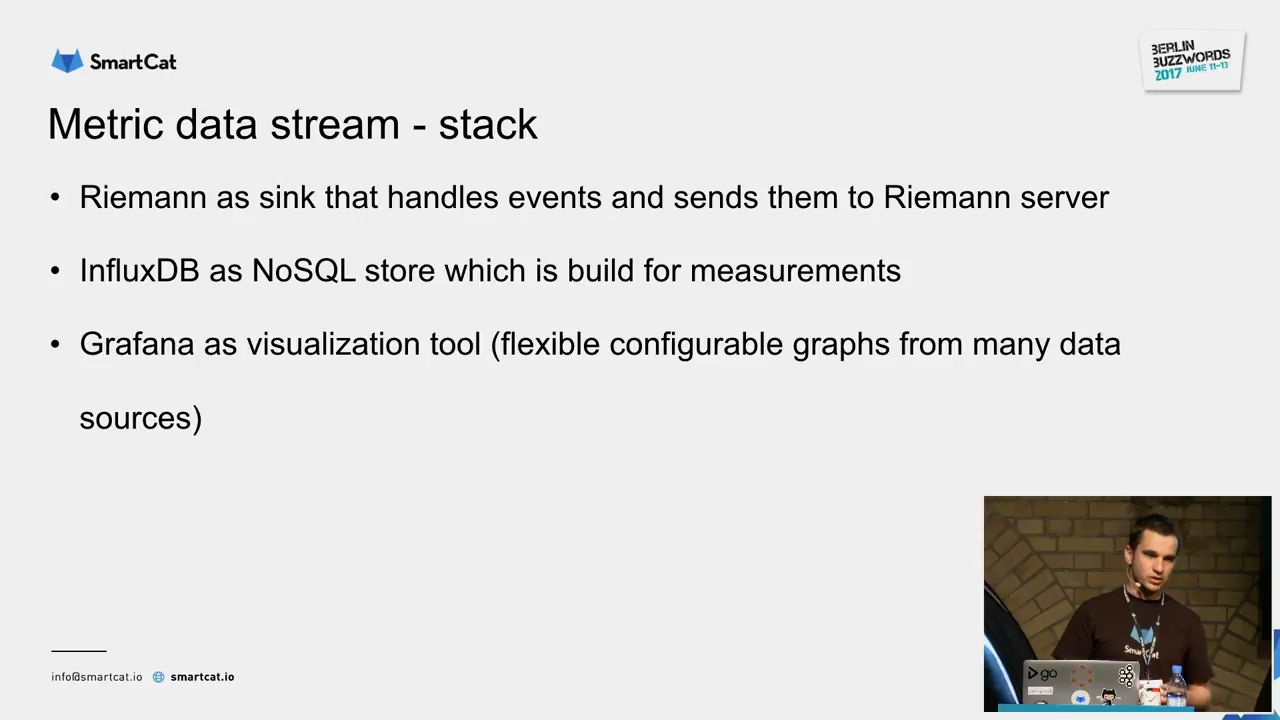 SmartCat
BERLIN
BUZZWORDS
2017 JUNE 11-13
Metric data stream - stack
• Riemann as sink that handles events and sends them to Riemann server
• InfluxDB as NoSQL store which is build for measurements
• Grafana as visualization tool (flexible configurable graphs from many data
sources)
SmartCat
go
info@smartcat.io smartcat.io